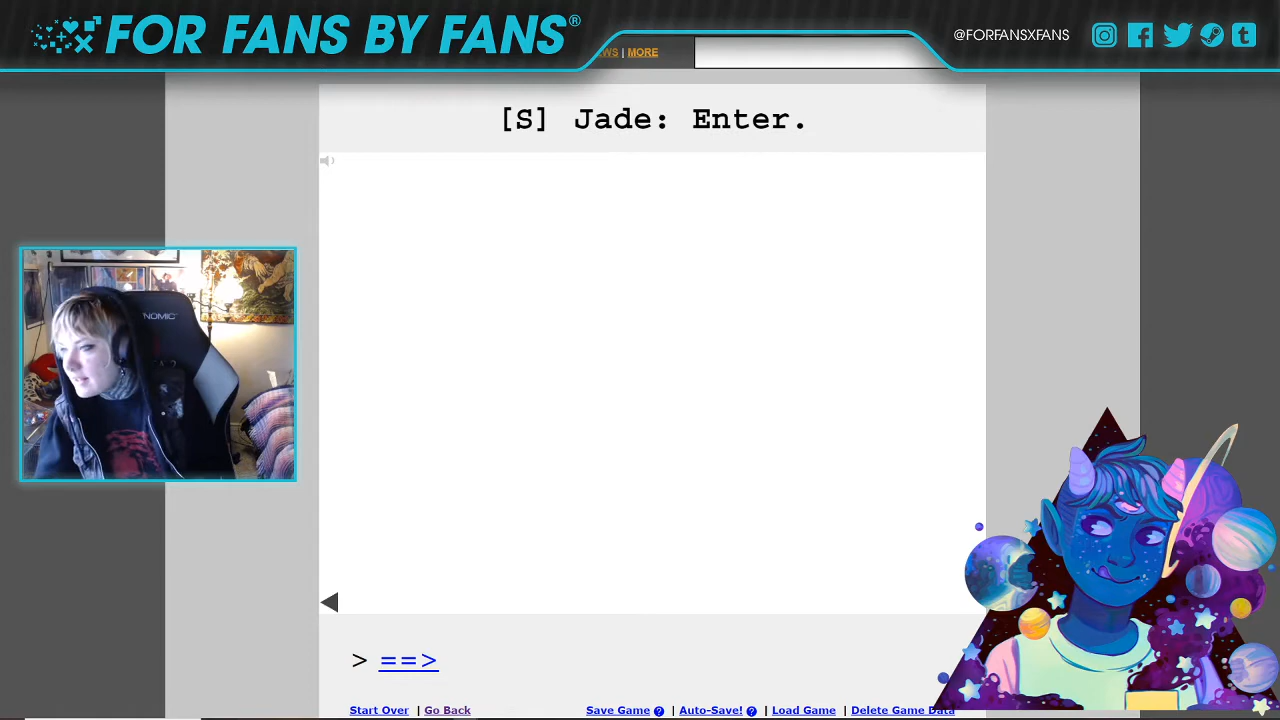 FOR FANS BY FANS®
@FORFANSXFANS
WS | MORE
[S] Jade: Enter.
NOMIC
> ==>
Start Over | Go Back
Save Game ? | Auto-Save! ? | Load Game | Delete Game Data